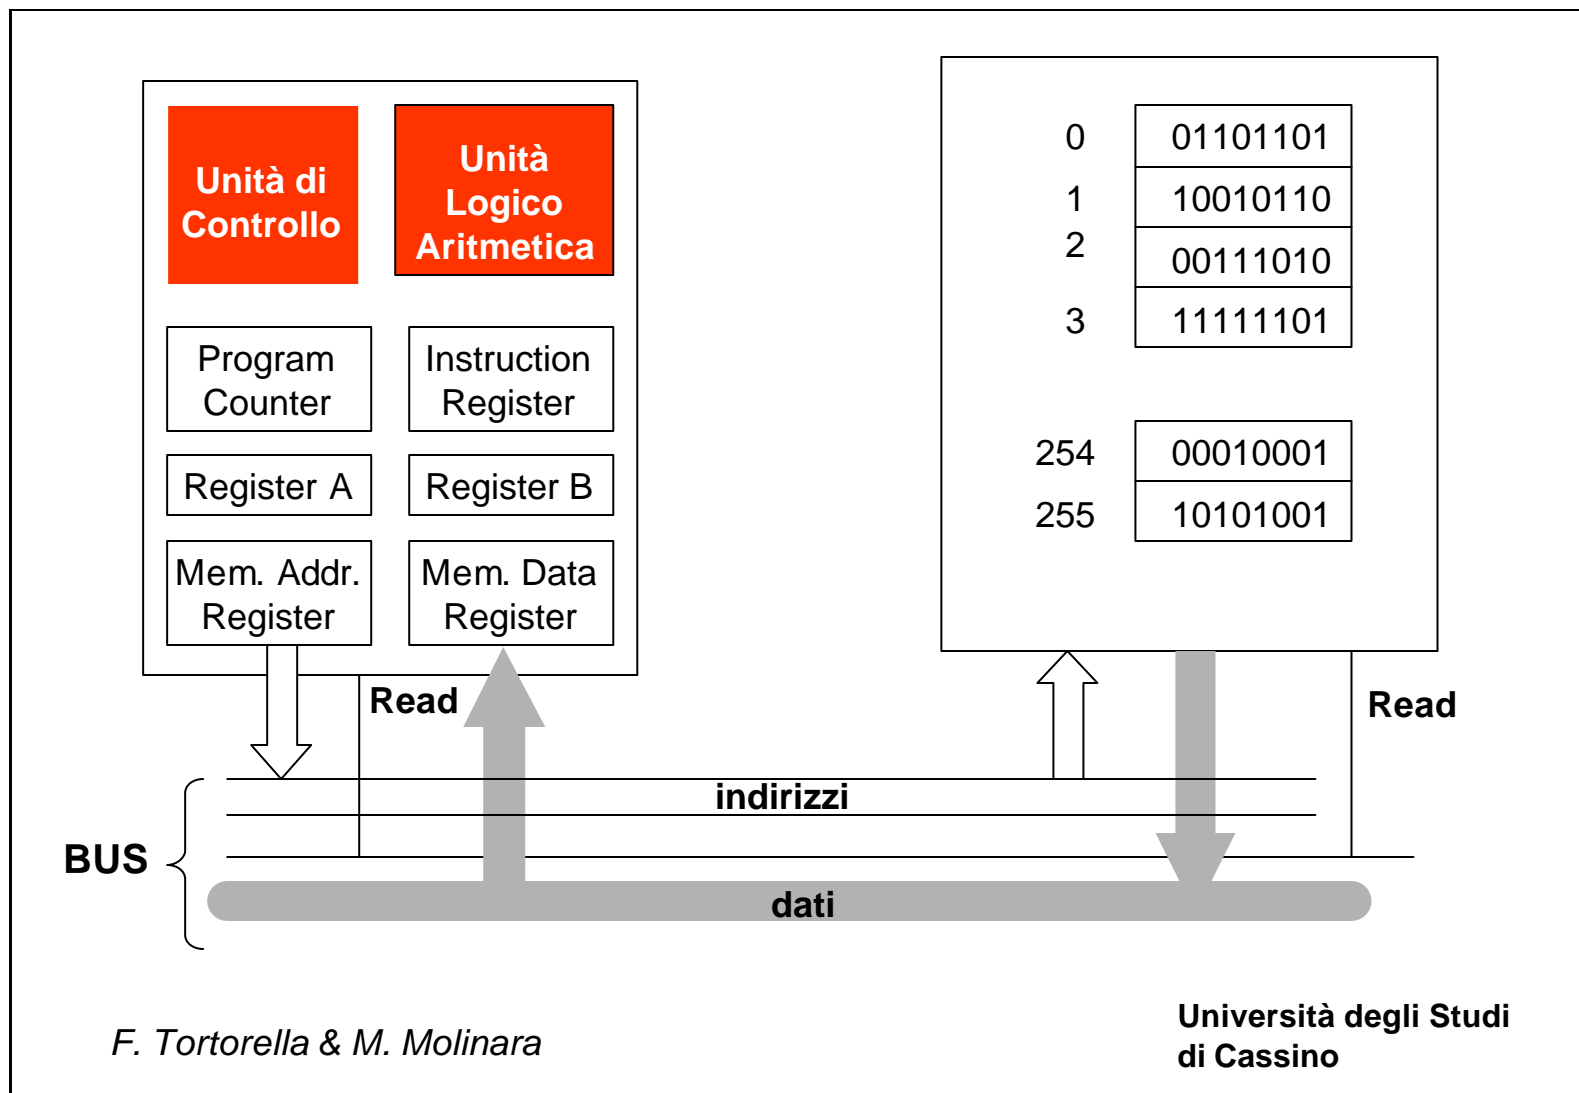 Unità di
Controllo
Unità
Logico
Aritmetica
Program
Counter
Instruction
Register
Register A
Register B
Mem. Addr.
Register
Mem. Data
Register
0 01101101
1 10010110
2 00111010
3 11111101
254 00010001
255 10101001
Read
Read
indirizzi
BUS
dati
F. Tortorella & M. Molinara
Università degli Studi
di Cassino